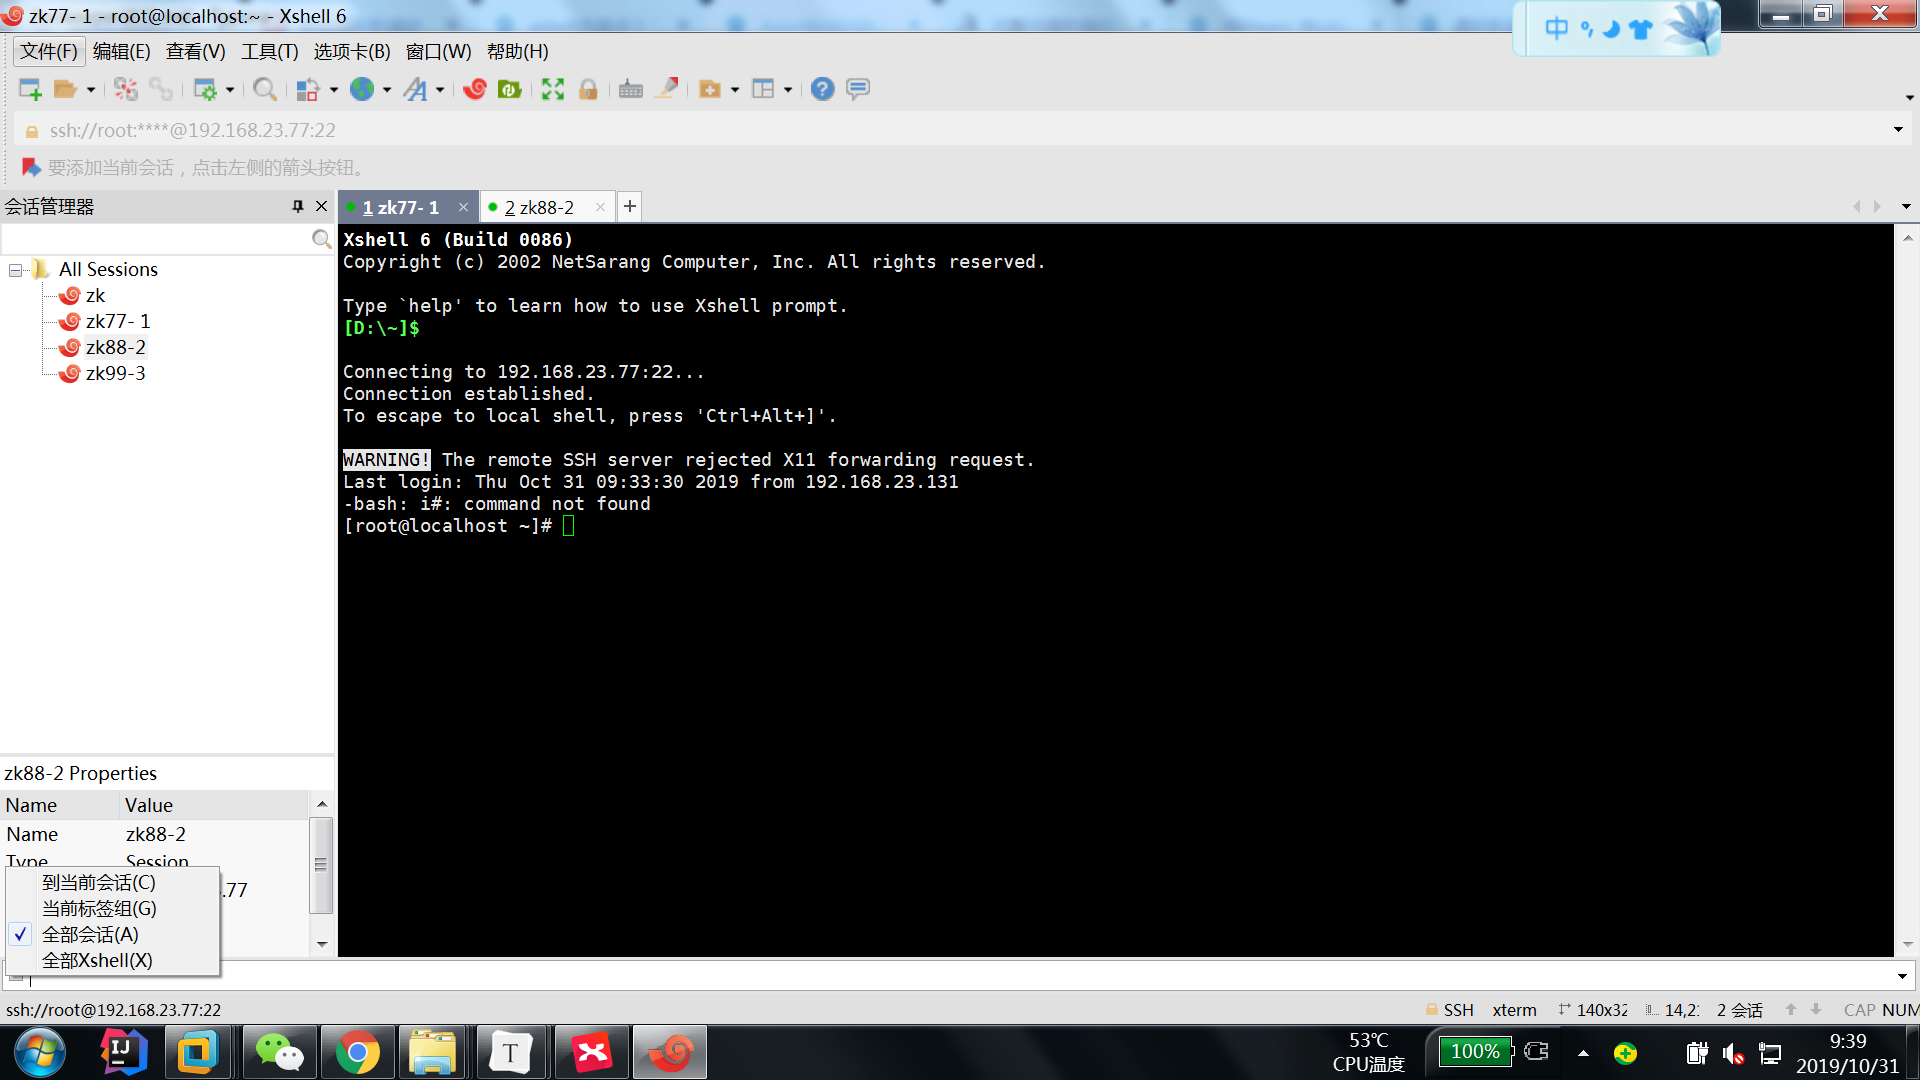 zk77- 1 - root@localhost:~ - Xshell 6
中
文件(F) 编辑(E) 查看(V) 工具(T) 选项卡(B) 窗口(W) 帮助(H)
ssh://root:****@192.168.23.77:22
要添加当前会话，点击左侧的箭头按钮。
会话管理器
1 zk77- 1
2 zk88-2
All Sessions
zk
zk77- 1
zk88-2
zk99-3
Xshell 6 (Build 0086)
Copyright (c) 2002 NetSarang Computer, Inc. All rights reserved.
Type `help' to learn how to use Xshell prompt.
[D:\~]$
Connecting to 192.168.23.77:22...
Connection established.
To escape to local shell, press 'Ctrl+Alt+]'.
WARNING! The remote SSH server rejected X11 forwarding request.
Last login: Thu Oct 31 09:33:30 2019 from 192.168.23.131
-bash: i#: command not found
[root@localhost ~]#
zk88-2 Properties
Name Value
Name zk88-2
Type Session
.77
到当前会话(C)
当前标签组(G)
全部会话(A)
全部Xshell(X)
ssh://root@192.168.23.77:22
SSH xterm 140x32 14,2 2 会话 CAP NUM
IJ
T
53℃
CPU温度
100%
9:39
2019/10/31